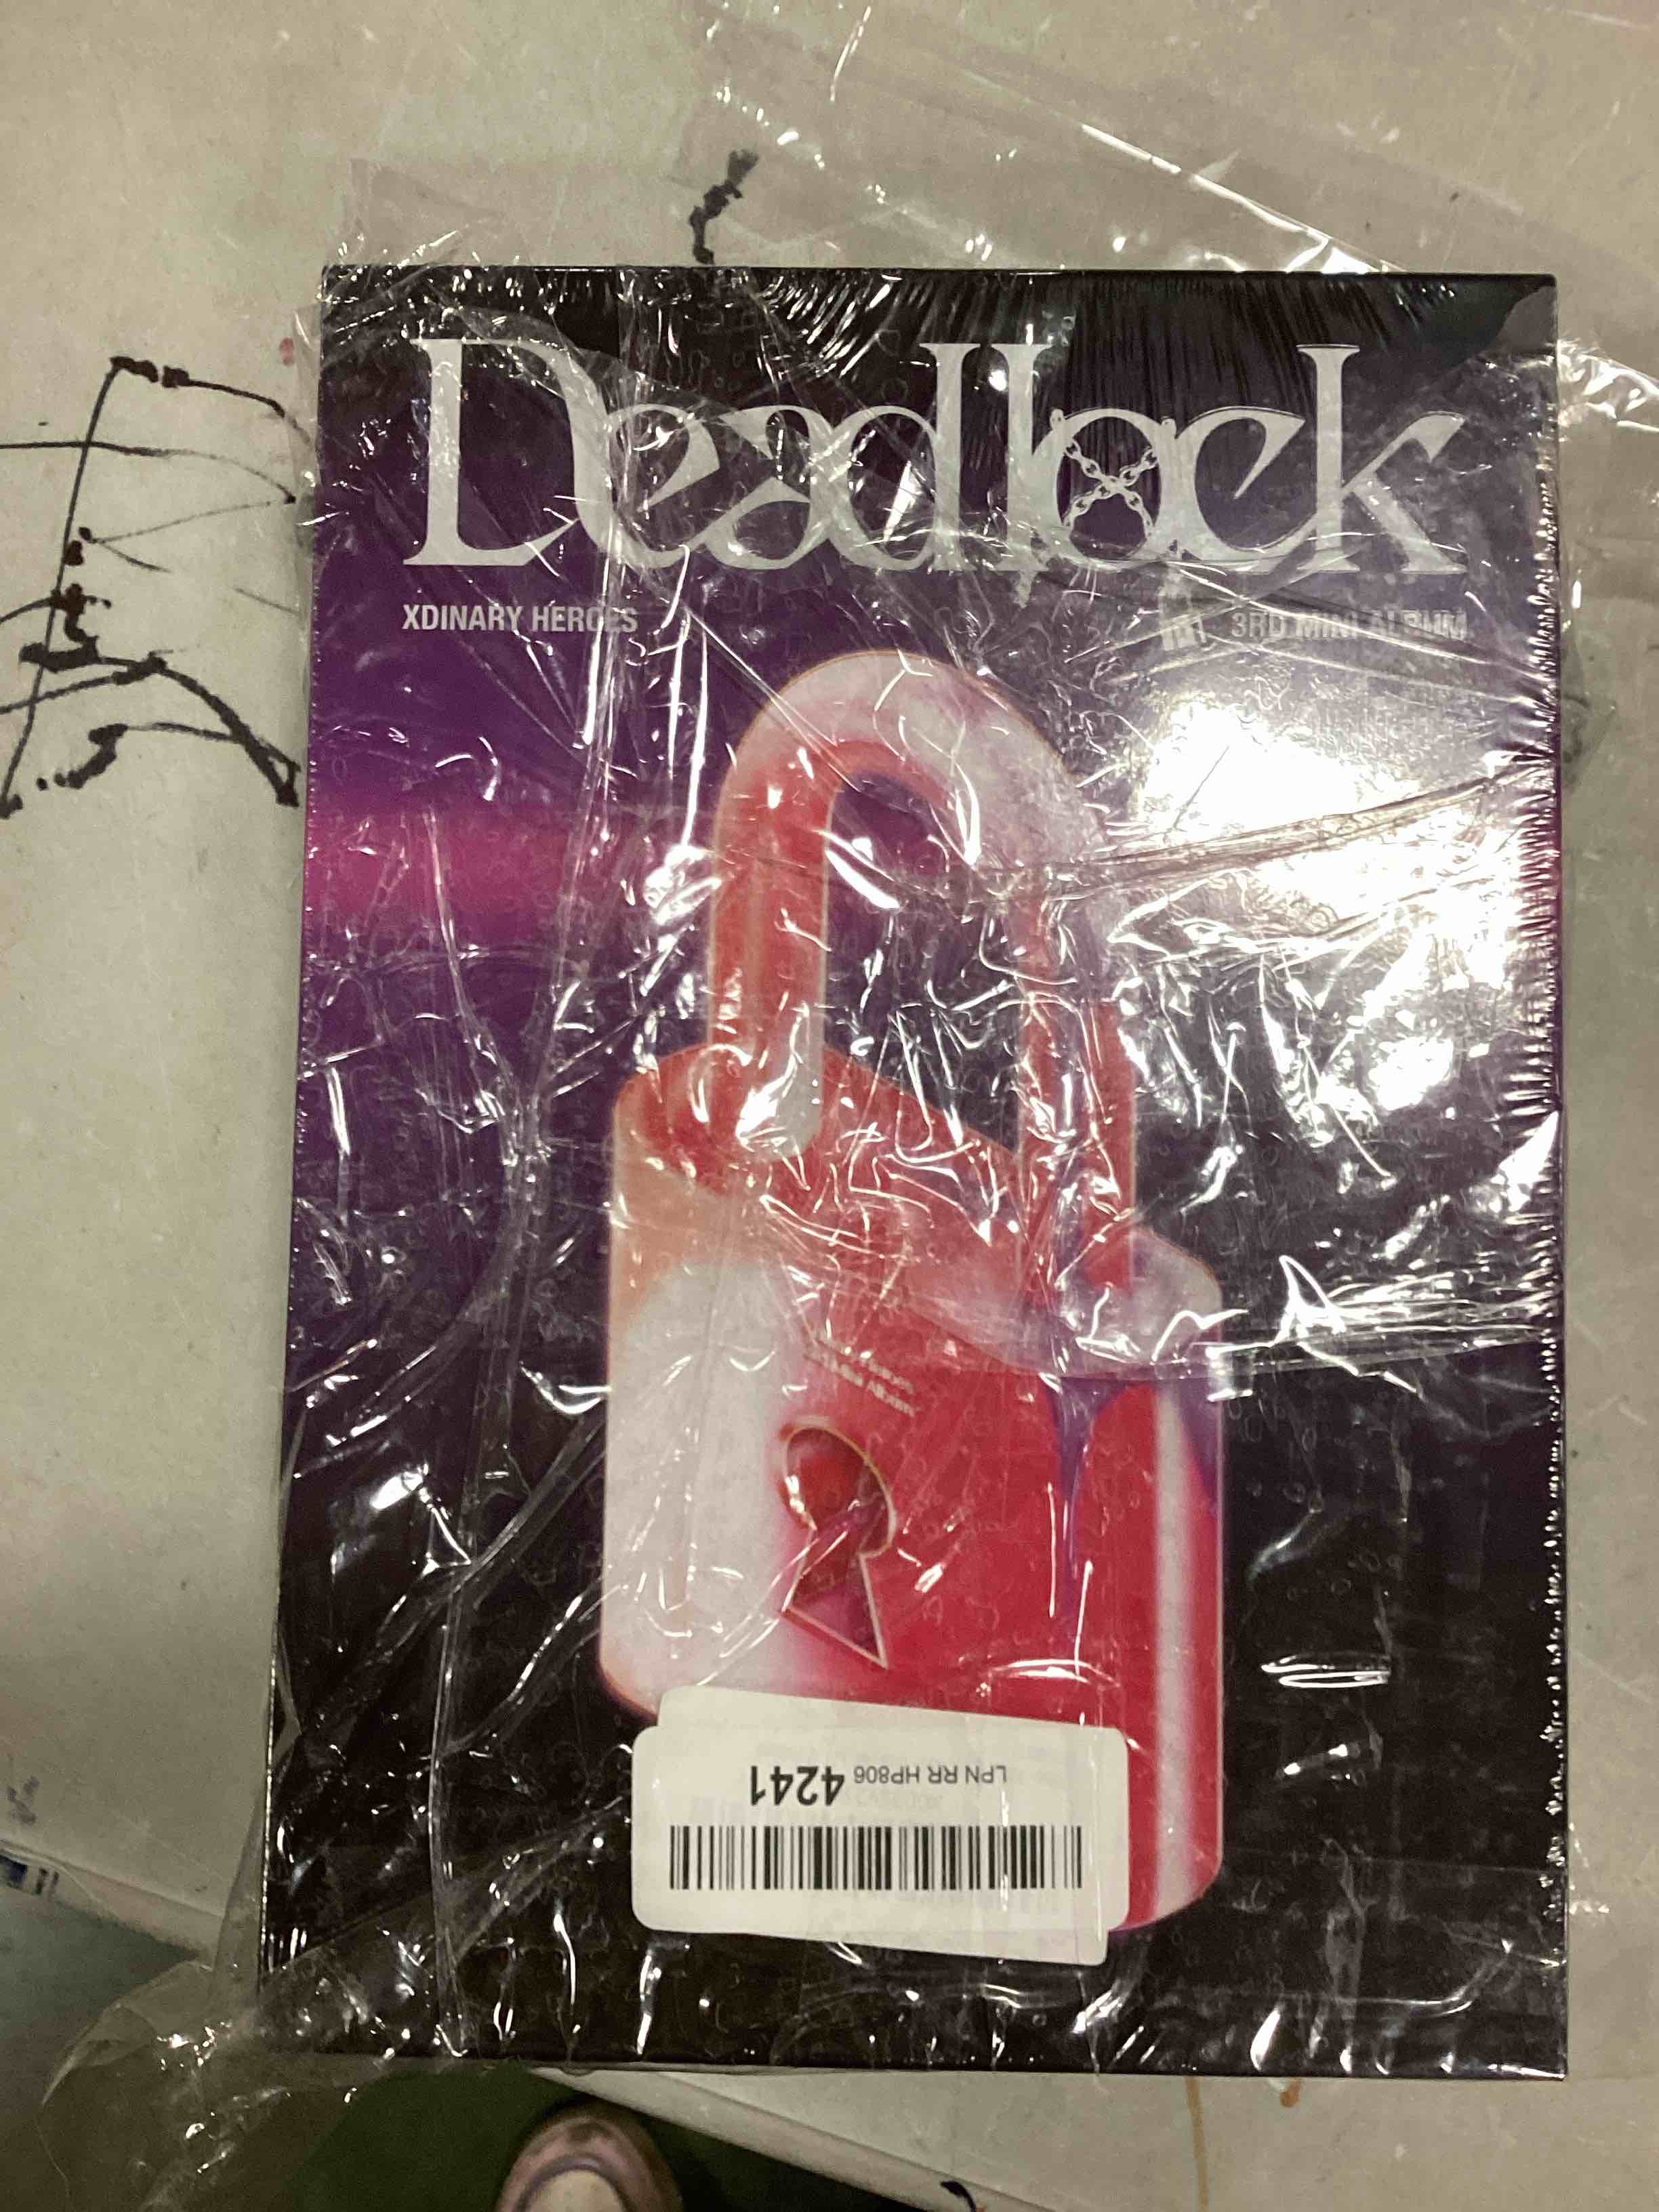 Deadlock
XDINARY HEROES
3RD MINI ALBUM
LPN RR HP806 4241